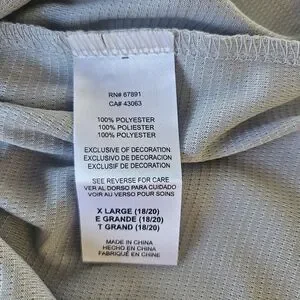 RN# 67891
CA# 43063
100% POLYESTER
100% POLIESTER
100% POLYESTER
EXCLUSIVE OF DECORATION
EXCLUSIVO DE DECORACION
EXCLUSIF DE DECORATION
SEE REVERSE FOR CARE
VER AL DORSO PARA CUIDADO
VOIR AU VERSO POUR SOINS
X LARGE (18/20)
E GRANDE (18/20)
T GRAND (18/20)
MADE IN CHINA
HECHO EN CHINA
FABRIQUÉ EN CHINE